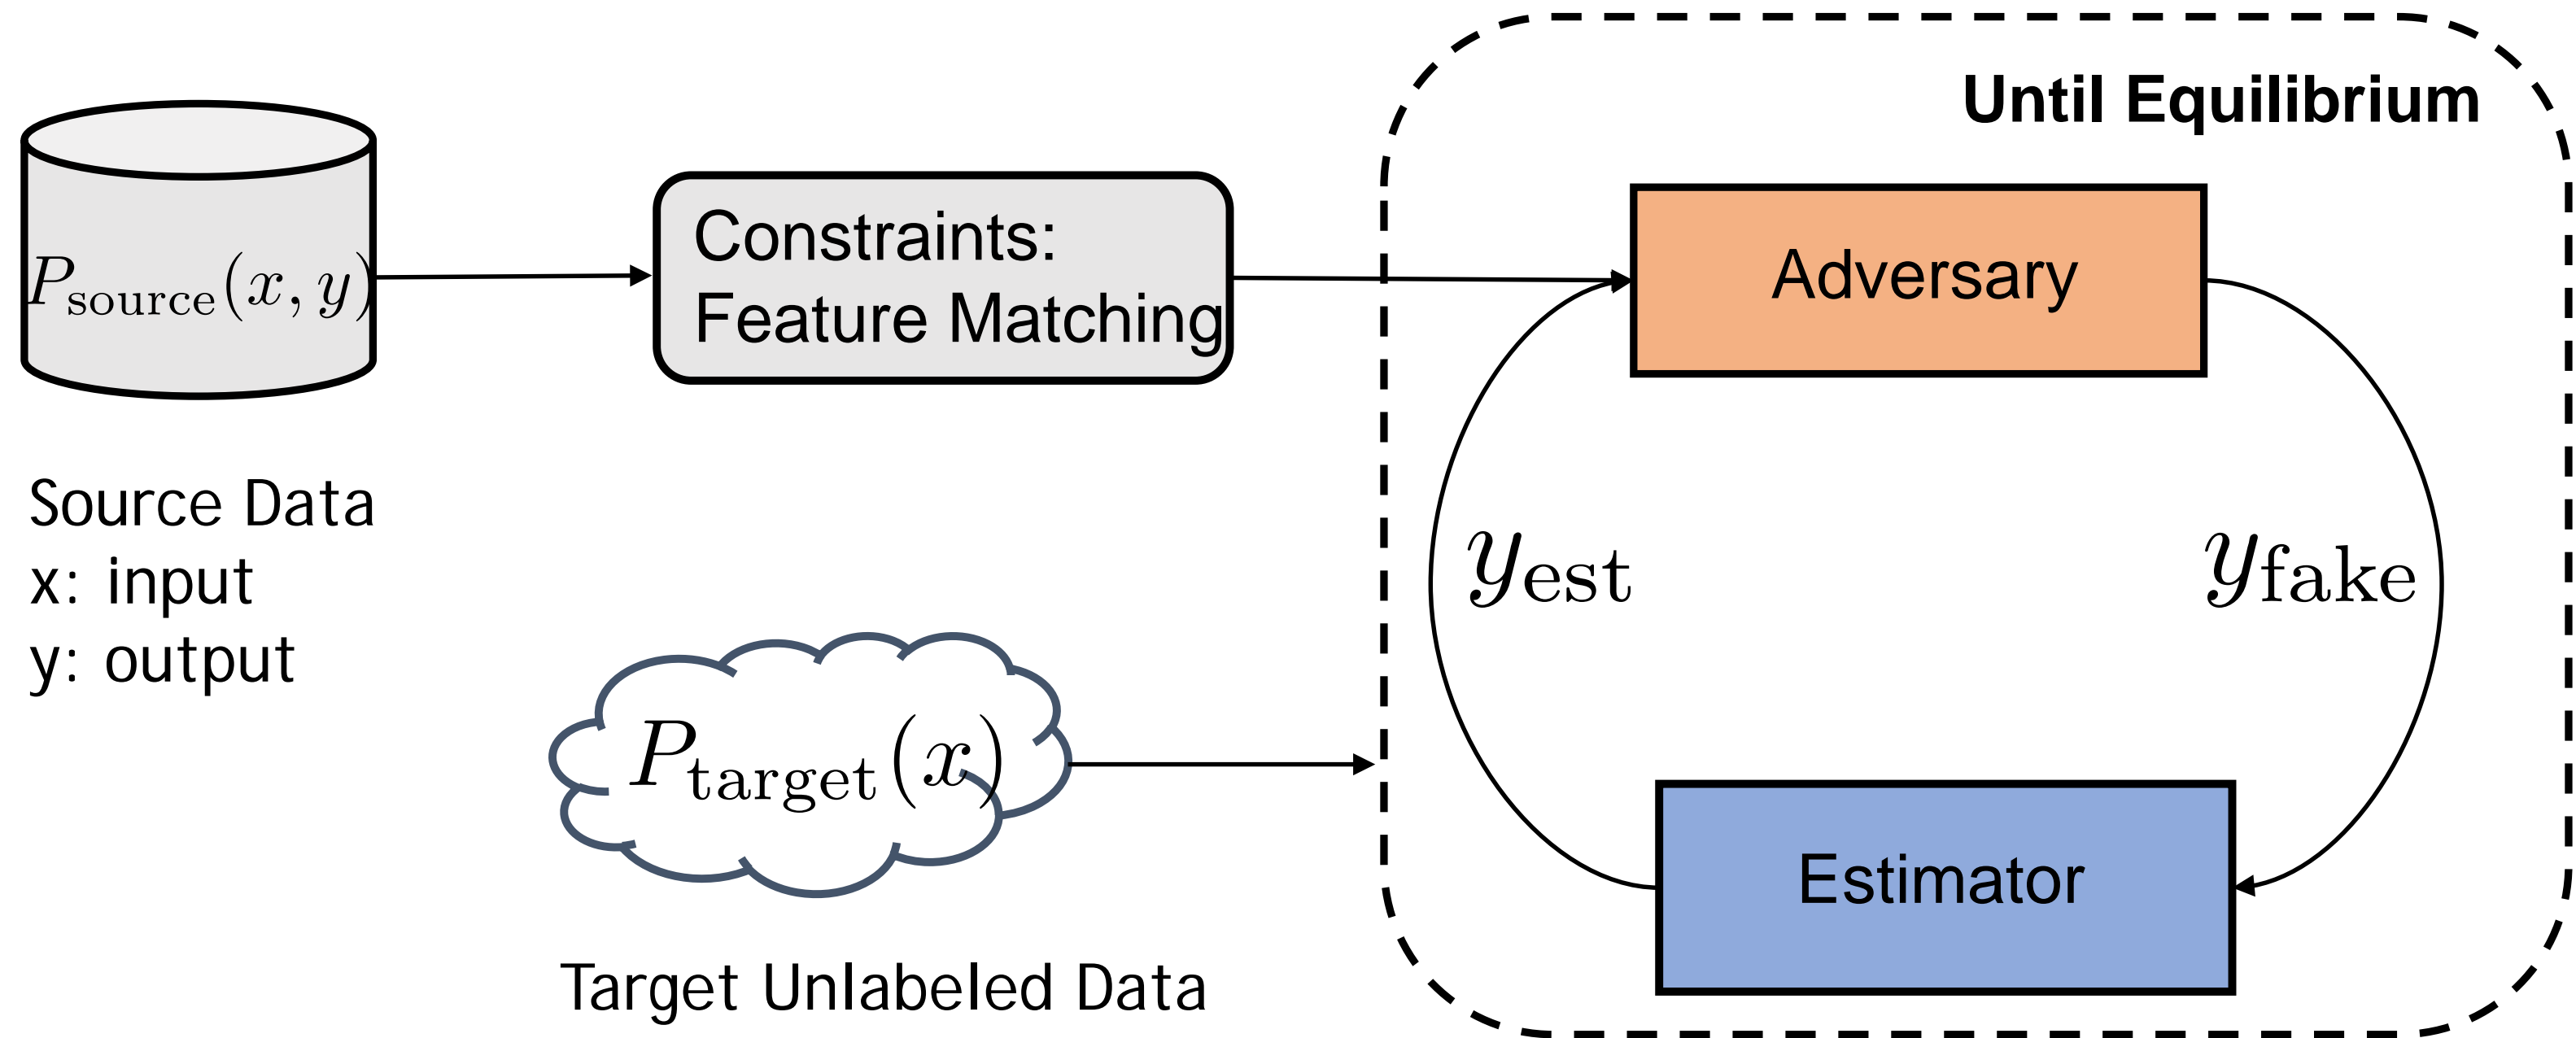 Until Equilibrium
P_source(x, y)
Constraints:
Feature Matching
Adversary
Source Data
x: input
y: output
y_est
y_fake
P_target(x)
Estimator
Target Unlabeled Data